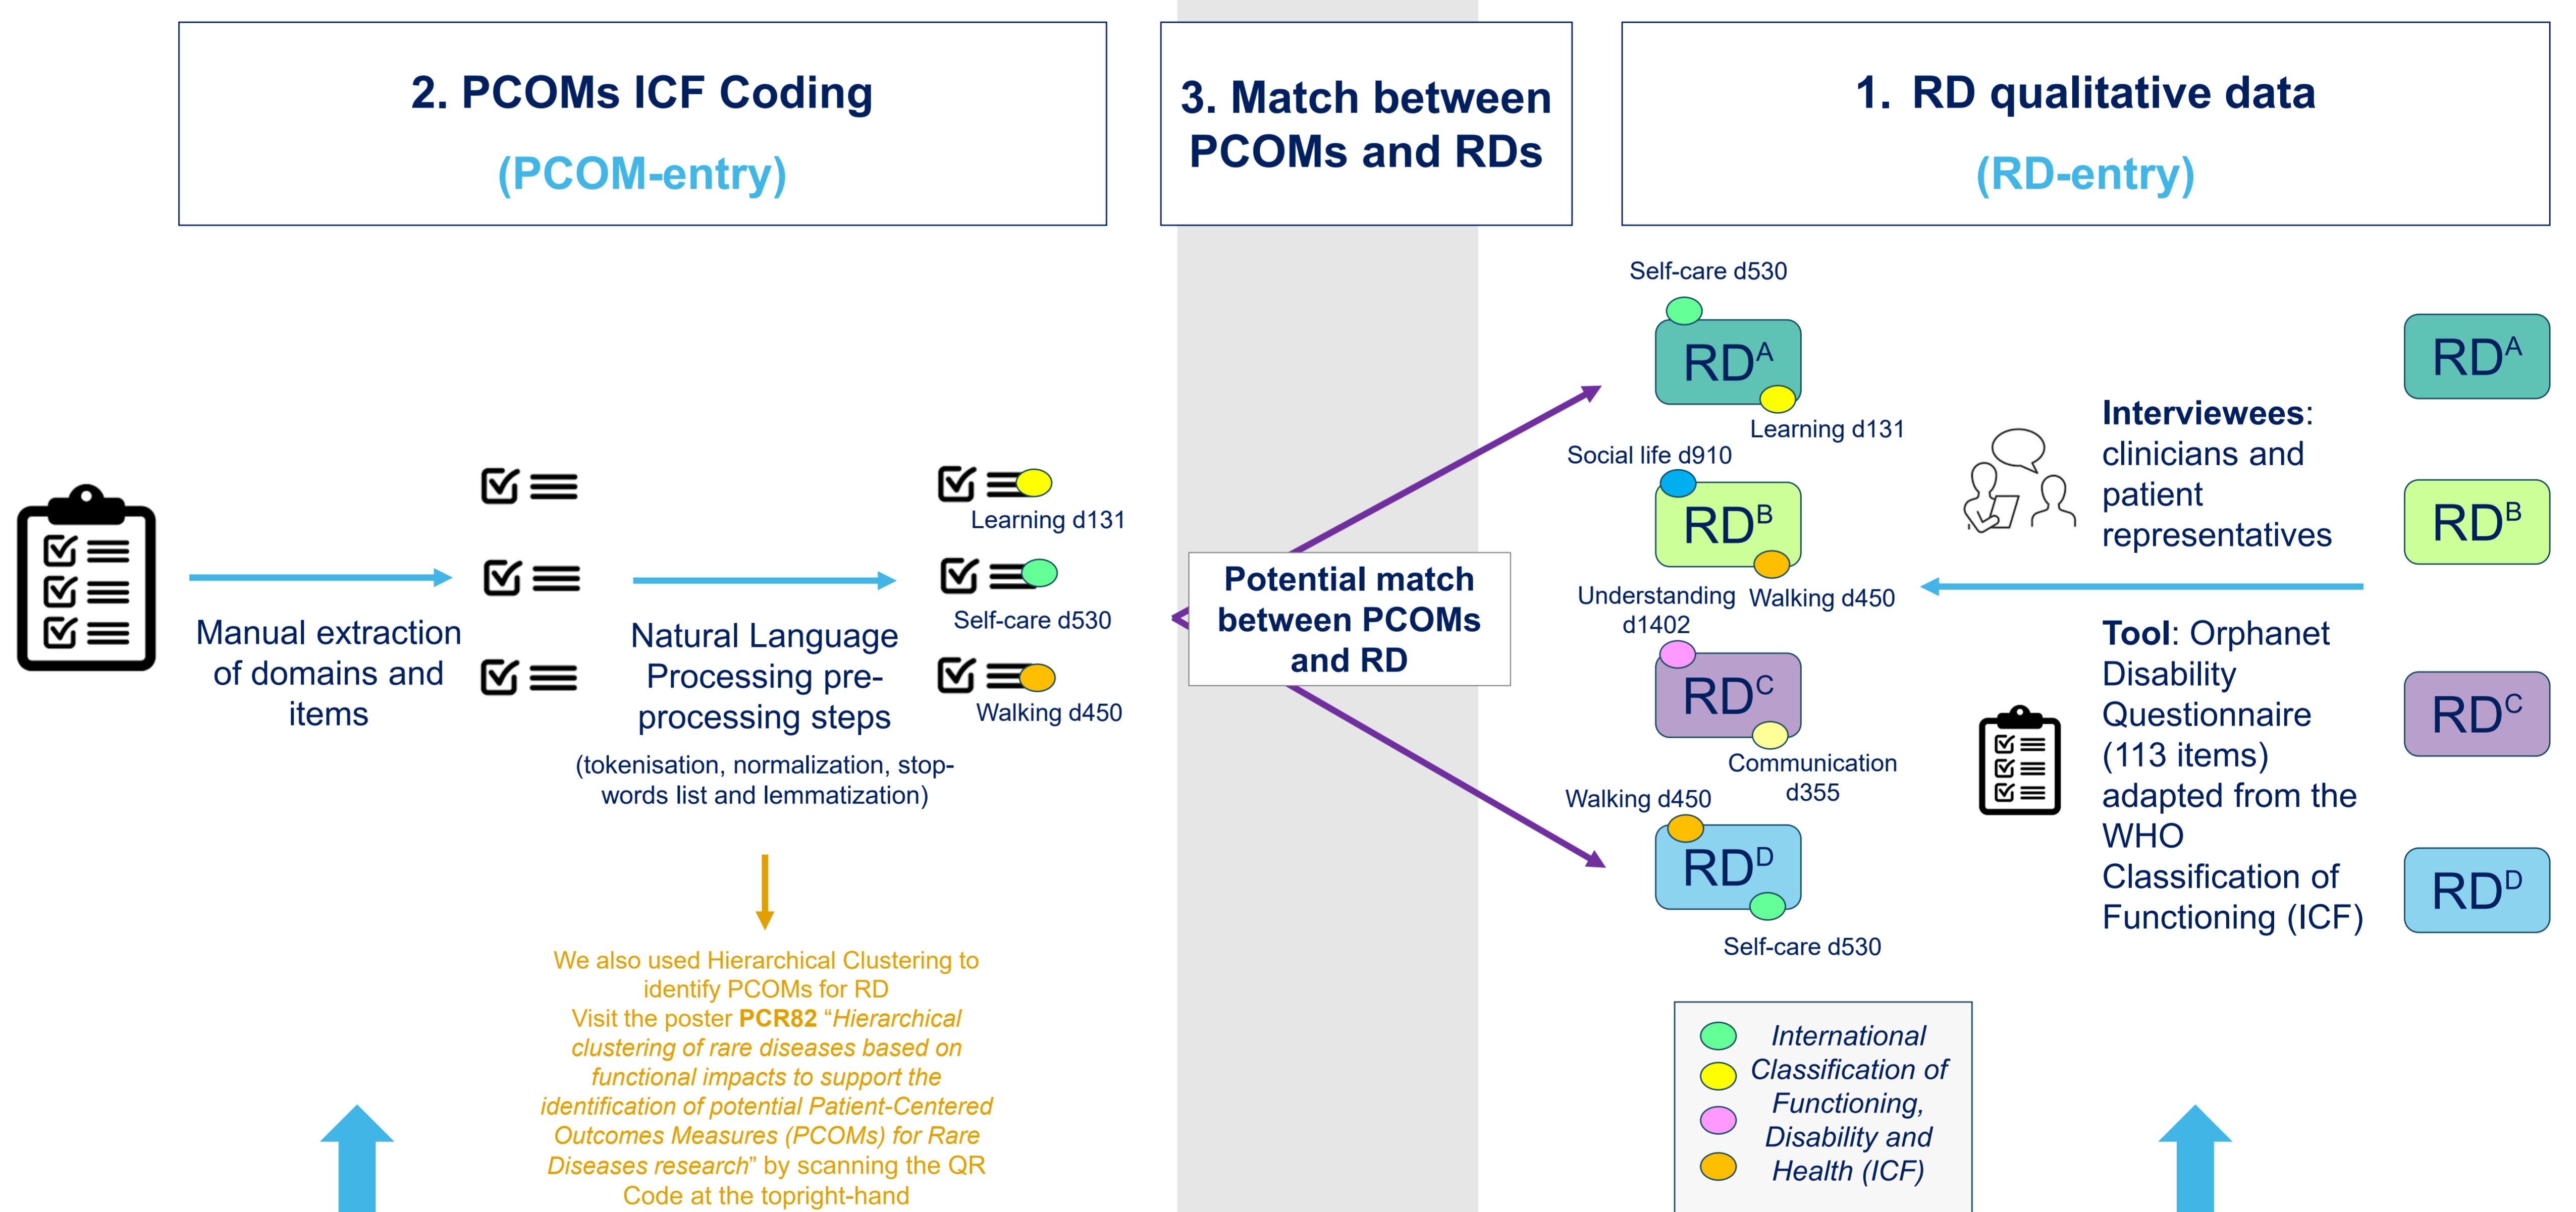 2. PCOMs ICF Coding
(PCOM-entry)
3. Match between
PCOMs and RDs
1. RD qualitative data
(RD-entry)
Manual extraction
of domains and
items
Natural Language
Processing pre-
processing steps
(tokenisation, normalization, stop-
words list and lemmatization)
Learning d131
Self-care d530
Walking d450
We also used Hierarchical Clustering to
identify PCOMs for RD
Visit the poster PCR82 “Hierarchical
clustering of rare diseases based on
functional impacts to support the
identification of potential Patient-Centered
Outcomes Measures (PCOMs) for Rare
Diseases research” by scanning the QR
Code at the topright-hand
Potential match
between PCOMs
and RD
Self-care d530
RDA
Learning d131
Social life d910
RDB
Walking d450
Understanding
d1402
RDC
Communication
d355
Walking d450
RDD
Self-care d530
International
Classification of
Functioning,
Disability and
Health (ICF)
Interviewees:
clinicians and
patient
representatives
Tool: Orphanet
Disability
Questionnaire
(113 items)
adapted from the
WHO
Classification of
Functioning (ICF)
RDA
RDB
RDC
RDD